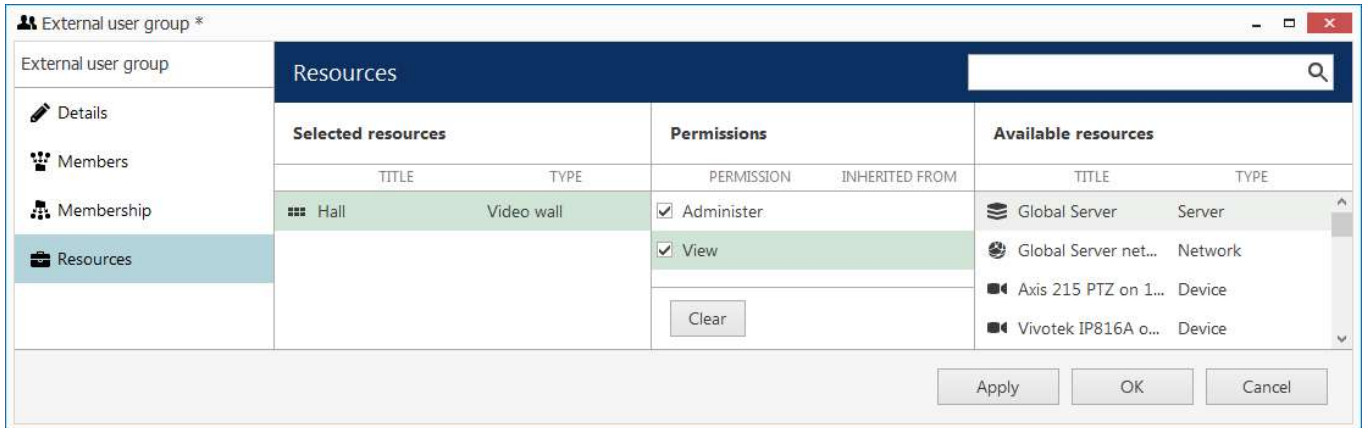 External user group *
External user group
Details
Members
Membership
Resources
Resources
Selected resources
TITLE TYPE
Hall Video wall
Permissions
PERMISSION INHERITED FROM
Administer
View
Clear
Available resources
TITLE TYPE
Global Server Server
Global Server net... Network
Axis 215 PTZ on 1... Device
Vivotek IP816A o... Device
Apply OK Cancel